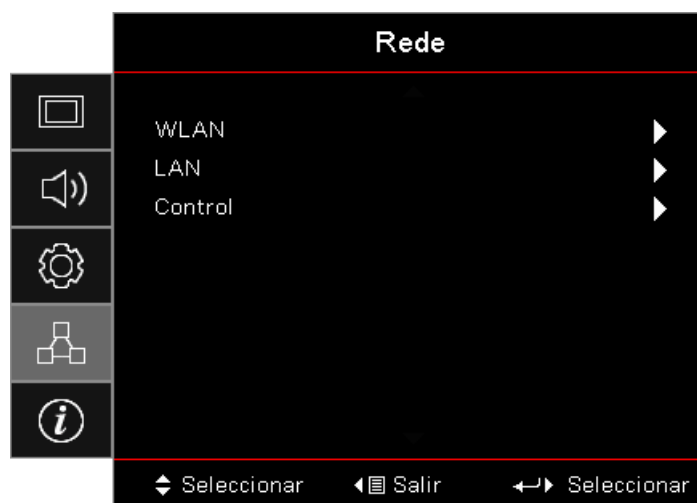 Rede
WLAN
LAN
Control
Seleccionar Salir Seleccionar